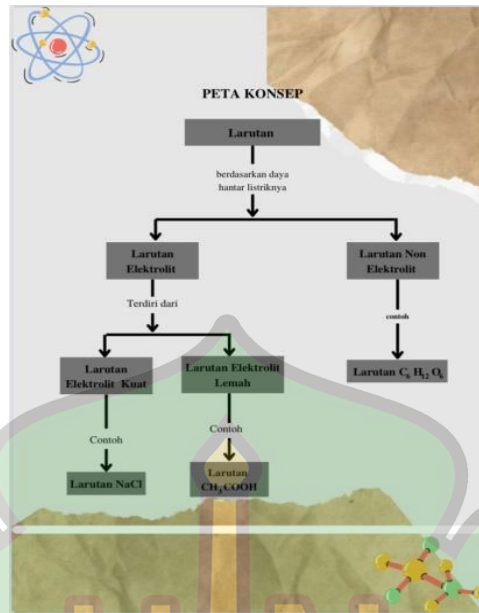 PETA KONSEP
Larutan
berdasarkan daya
hantar listriknya
Larutan
Elektrolit
Larutan Non
Elektrolit
Terdiri dari
contoh
Larutan
Elektrolit Kuat
Larutan Elektrolit
Lemah
Larutan C₆ H₁₂ O₆
Contoh
Contoh
Larutan NaCl
Larutan
CH₃COOH